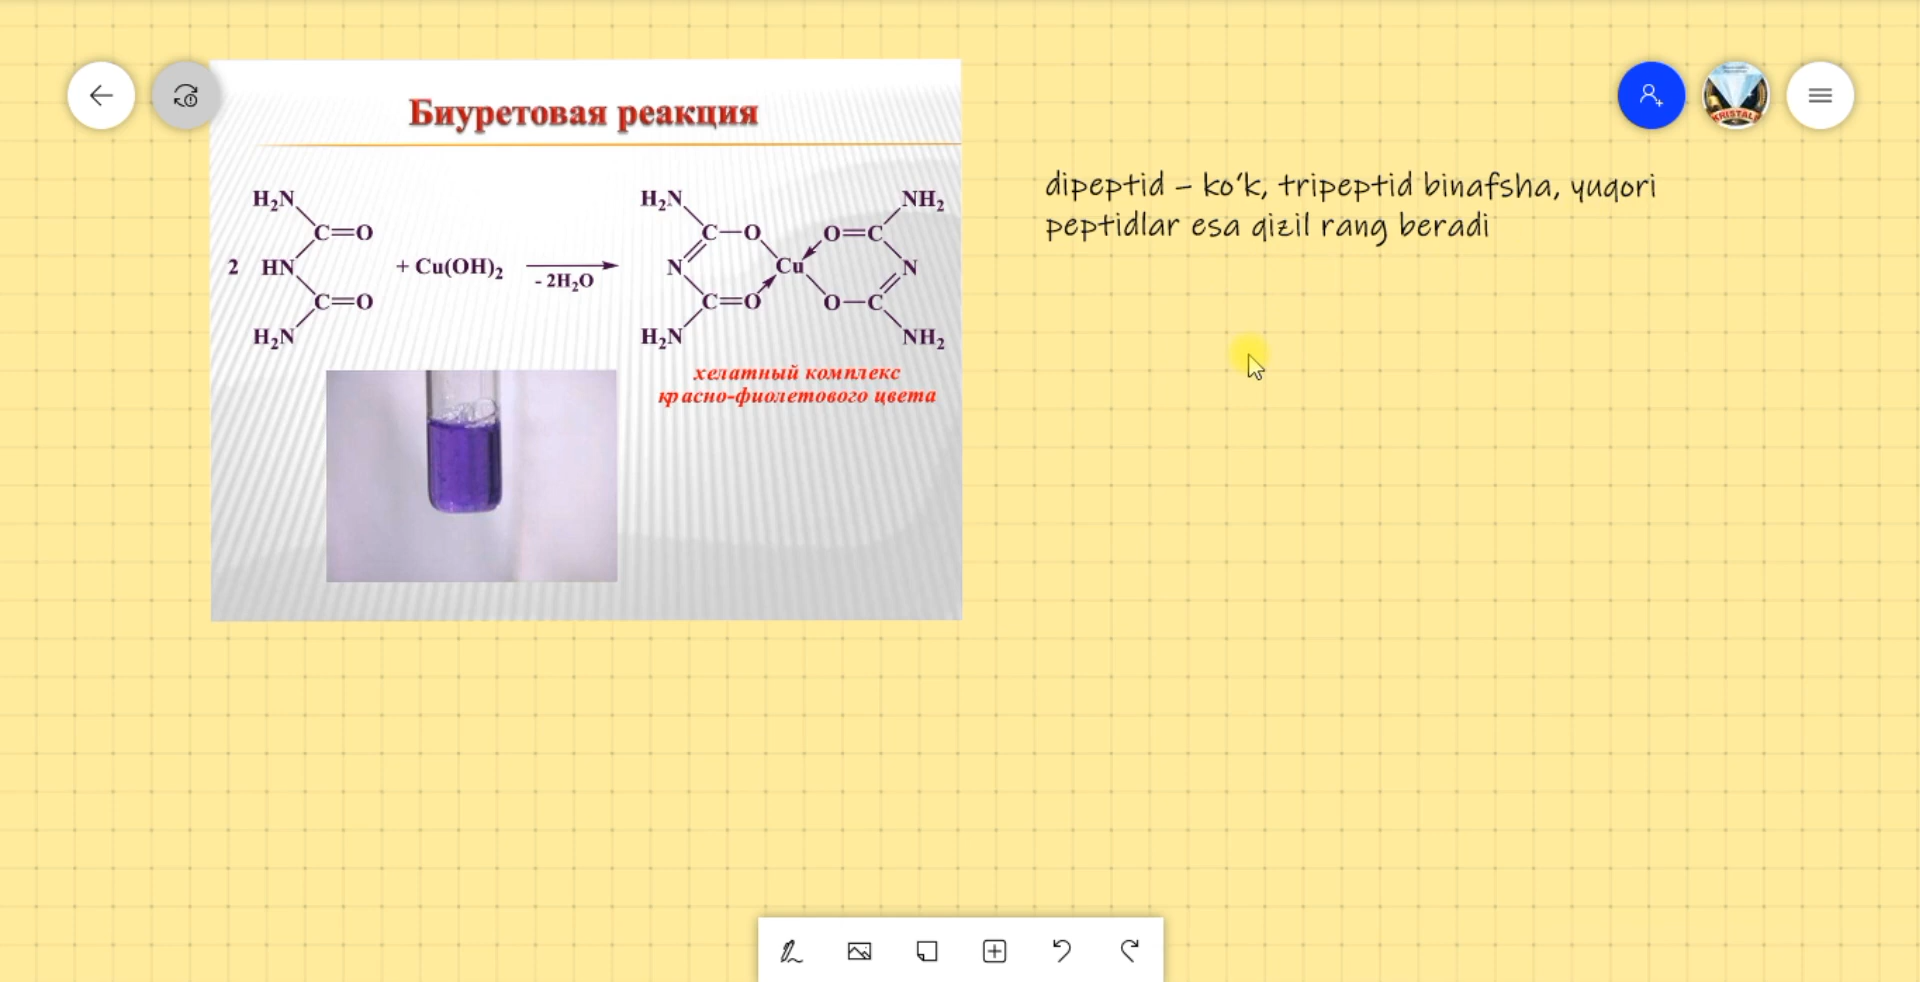 Биуретовая реакция
H₂N
C=O
2 HN + Cu(OH)₂ - 2H₂O
C=O
H₂N
H₂N NH₂
C—O O=C
N Cu N
C=O O—C
H₂N NH₂
хелатный комплекс
красно-фиолетового цвета
dipeptid – ko‘k, tripeptid binafsha, yuqori
peptidlar esa qizil rang beradi
KRISTALL